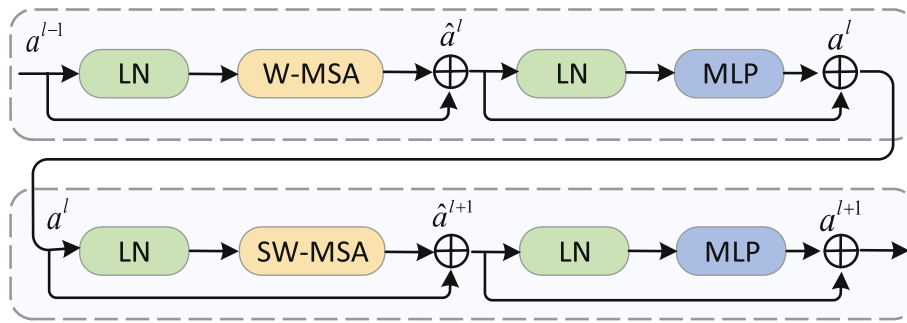 a^{l-1} â^l a^l
LN W-MSA LN MLP
a^l â^{l+1} a^{l+1}
LN SW-MSA LN MLP